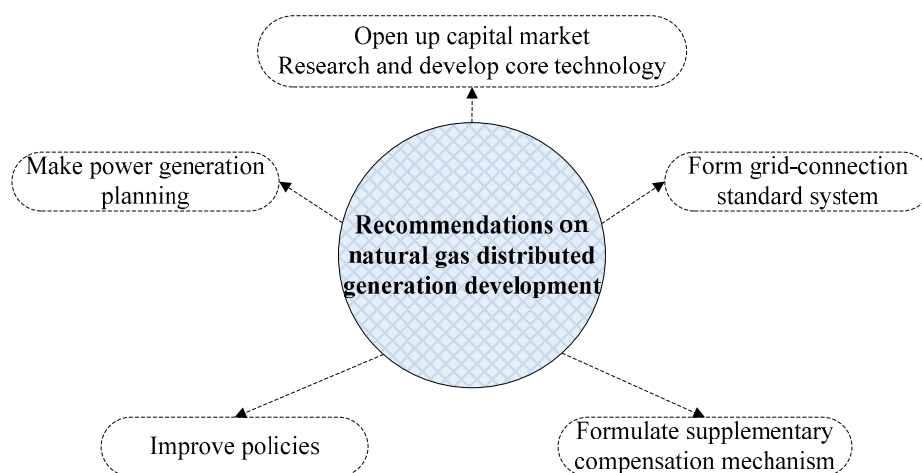 Open up capital market
Research and develop core technology
Make power generation
planning
Form grid-connection
standard system
Recommendations on
natural gas distributed
generation development
Improve policies
Formulate supplementary
compensation mechanism